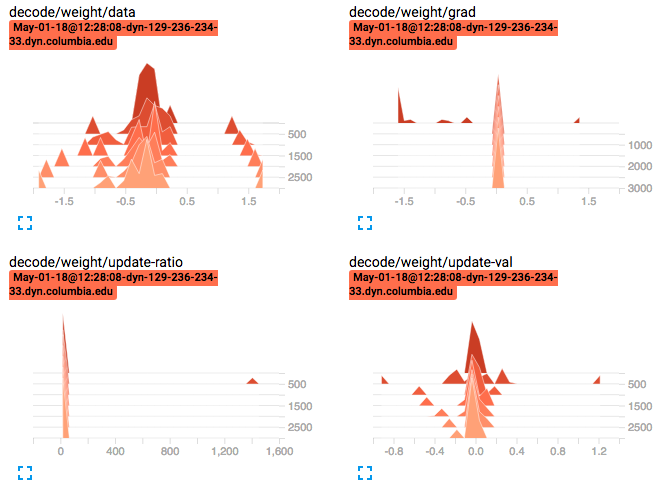 decode/weight/data
May-01-18@12:28:08-dyn-129-236-234-
33.dyn.columbia.edu
500
1500
2500
-1.5 -0.5 0.5 1.5
decode/weight/grad
May-01-18@12:28:08-dyn-129-236-234-
33.dyn.columbia.edu
1000
2000
3000
-1.5 -0.5 0.5 1.5
decode/weight/update-ratio
May-01-18@12:28:08-dyn-129-236-234-
33.dyn.columbia.edu
500
1500
2500
0 400 800 1,200 1,600
decode/weight/update-val
May-01-18@12:28:08-dyn-129-236-234-
33.dyn.columbia.edu
500
1500
2500
-0.8 -0.4 0.0 0.4 0.8 1.2